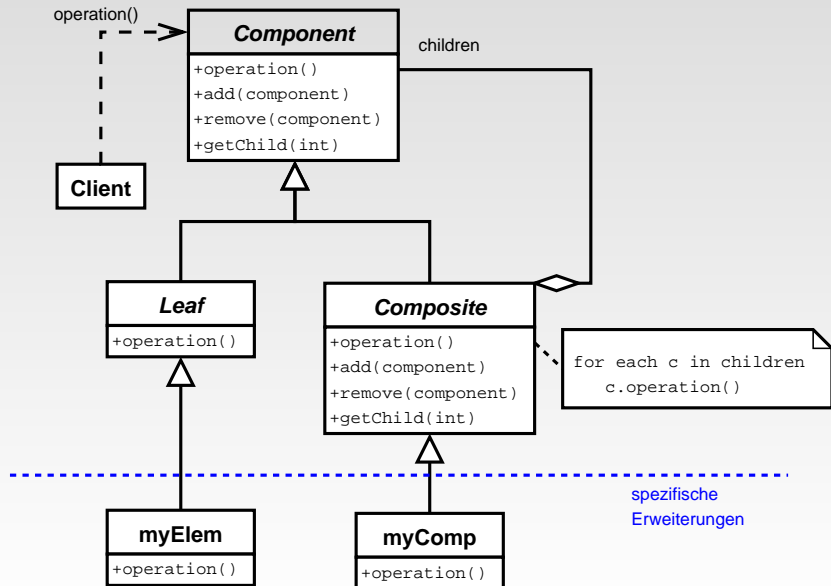 operation()
Component
children
+operation()
+add(component)
+remove(component)
+getChild(int)
Client
Leaf
+operation()
Composite
+operation()
+add(component)
+remove(component)
+getChild(int)
for each c in children
c.operation()
spezifische
Erweiterungen
myElem
+operation()
myComp
+operation()